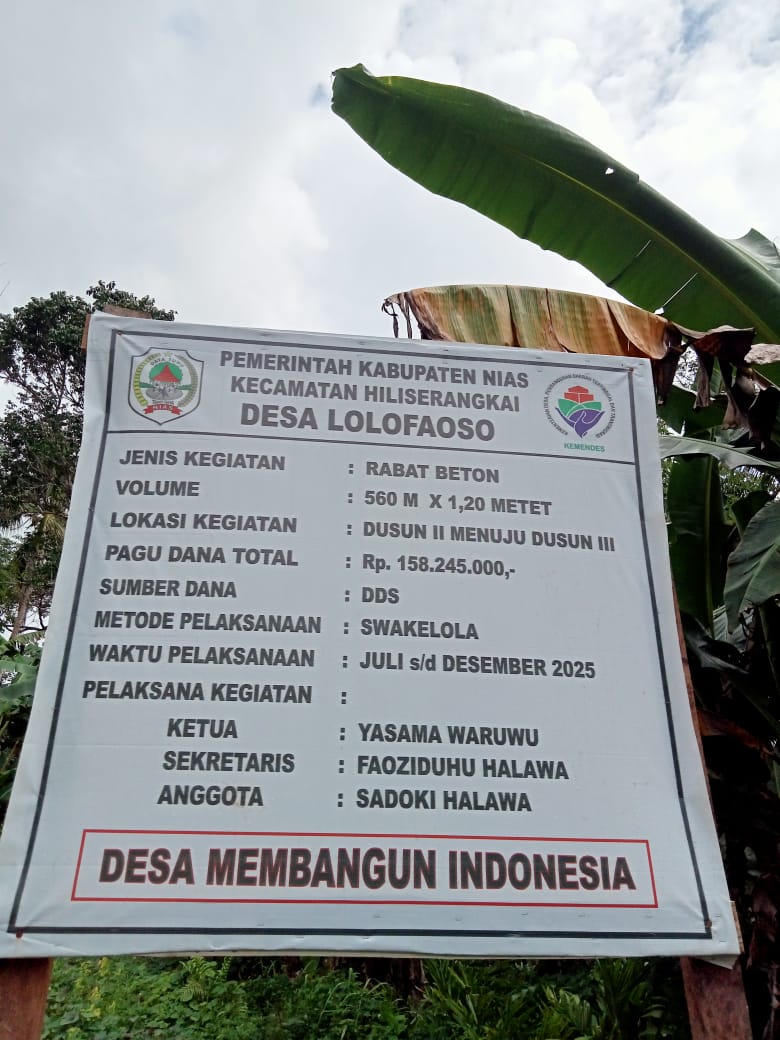 PEMERINTAH KABUPATEN NIAS
KECAMATAN HILISERANGKAI
DESA LOLOFAOSO
NIAS
KEMENDES
JENIS KEGIATAN : RABAT BETON
VOLUME : 560 M X 1,20 METET
LOKASI KEGIATAN : DUSUN II MENUJU DUSUN III
PAGU DANA TOTAL : Rp. 158.245.000,-
SUMBER DANA : DDS
METODE PELAKSANAAN : SWAKELOLA
WAKTU PELAKSANAAN : JULI s/d DESEMBER 2025
PELAKSANA KEGIATAN :
KETUA : YASAMA WARUWU
SEKRETARIS : FAOZIDUHU HALAWA
ANGGOTA : SADOKI HALAWA
DESA MEMBANGUN INDONESIA